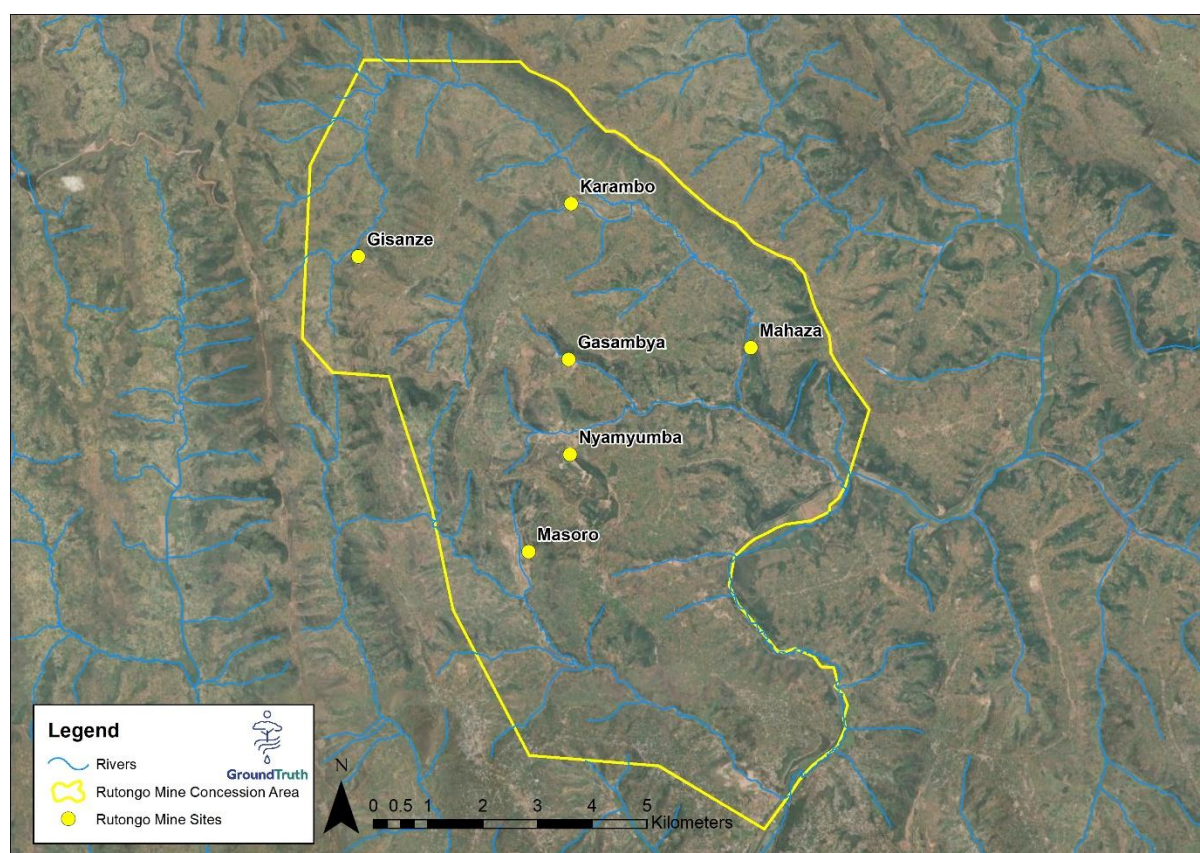 Karambo
Gisanze
Mahaza
Gasambya
Nyamyumba
Masoro
Legend
GroundTruth
Rivers
Rutongo Mine Concession Area
Rutongo Mine Sites
N
0 0.5 1 2 3 4 5
Kilometers